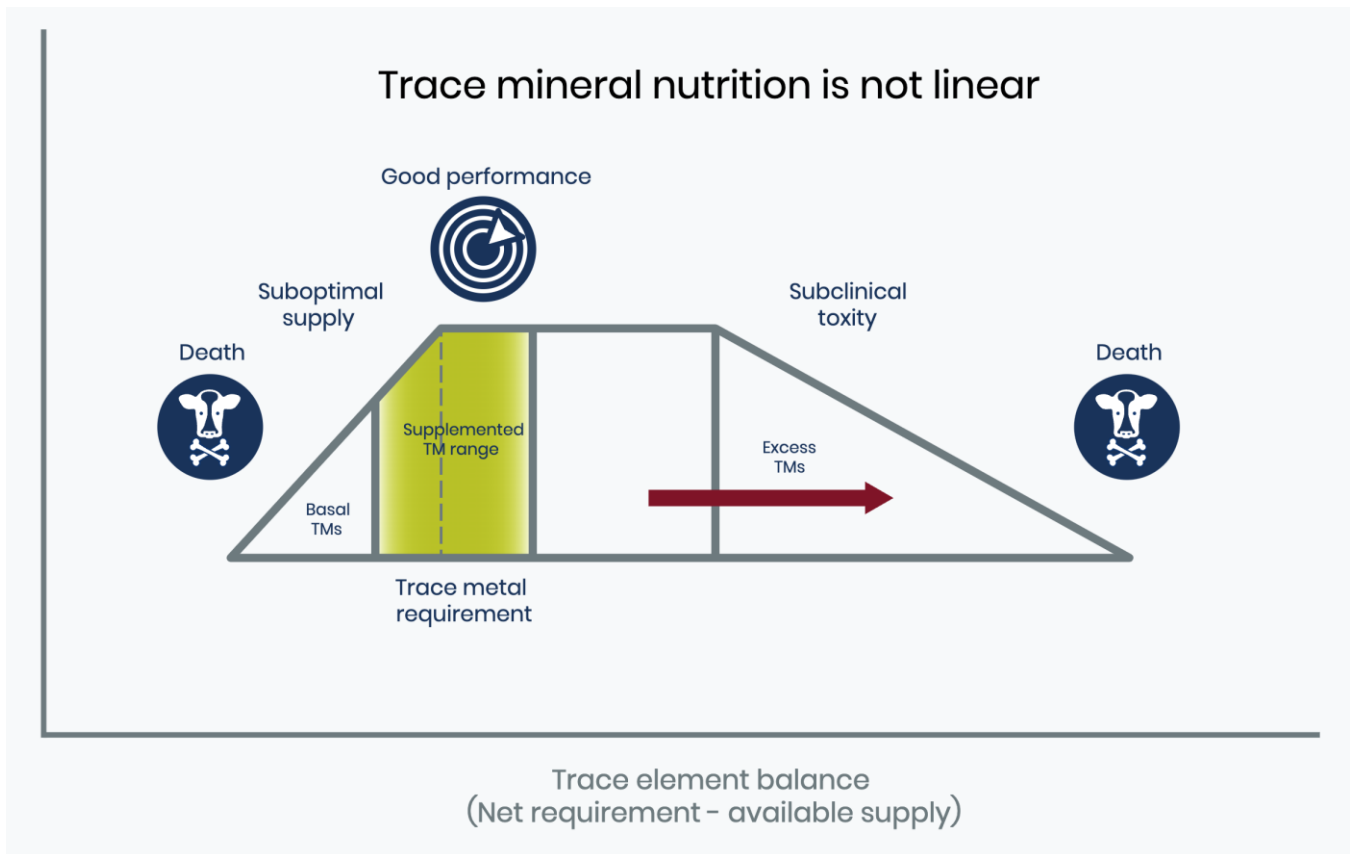 Trace mineral nutrition is not linear
Good performance
Suboptimal
supply
Subclinical
toxity
Death
Death
Supplemented
TM range
Excess
TMs
Basal
TMs
Trace metal
requirement
Trace element balance
(Net requirement - available supply)